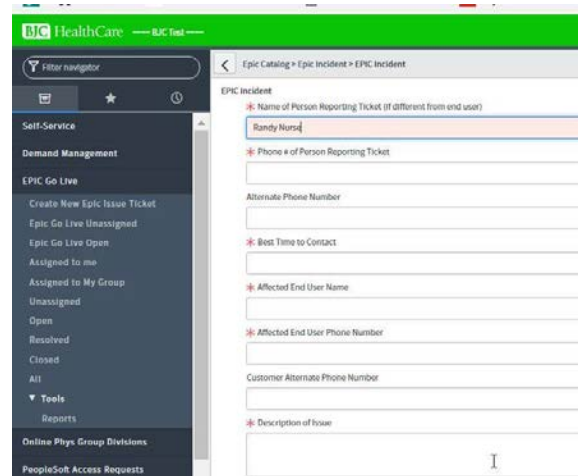 BJC HealthCare — BJC Test —
Filter navigator
Self-Service
Demand Management
EPIC Go Live
Create New Epic Issue Ticket
Epic Go Live Unassigned
Epic Go Live Open
Assigned to me
Assigned to My Group
Unassigned
Open
Resolved
Closed
All
▼ Tools
Reports
Online Phys Group Divisions
PeopleSoft Access Requests
Epic Catalog > Epic Incident > EPIC Incident
EPIC Incident
* Name of Person Reporting Ticket (if different from end user)
Randy Nurse
* Phone # of Person Reporting Ticket
Alternate Phone Number
* Best Time to Contact
* Affected End User Name
* Affected End User Phone Number
Customer Alternate Phone Number
* Description of Issue